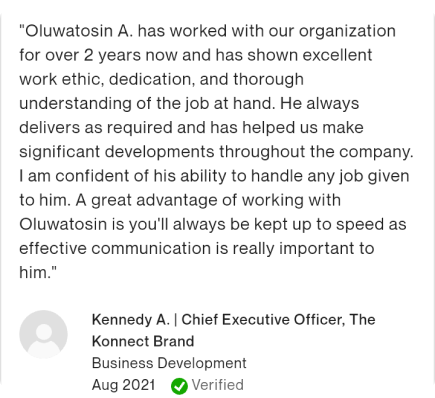 "Oluwatosin A. has worked with our organization
for over 2 years now and has shown excellent
work ethic, dedication, and thorough
understanding of the job at hand. He always
delivers as required and has helped us make
significant developments throughout the company.
I am confident of his ability to handle any job given
to him. A great advantage of working with
Oluwatosin is you'll always be kept up to speed as
effective communication is really important to
him."
Kennedy A. | Chief Executive Officer, The
Konnect Brand
Business Development
Aug 2021 Verified